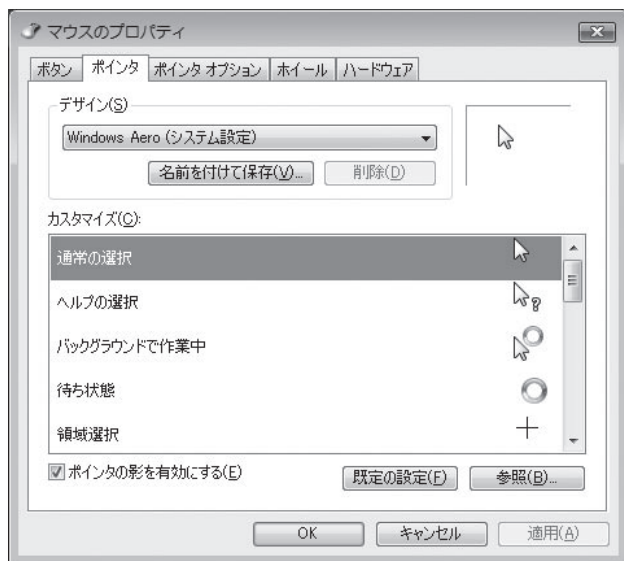 マウスのプロパティ
ボタン ポインタ ポインタ オプション ホイール ハードウェア
デザイン(S)
Windows Aero (システム設定)
名前を付けて保存(V)... 削除(D)
カスタマイズ(C):
通常の選択
ヘルプの選択
バックグラウンドで作業中
待ち状態
領域選択
ポインタの影を有効にする(E)
既定の設定(F) 参照(B)...
OK キャンセル 適用(A)